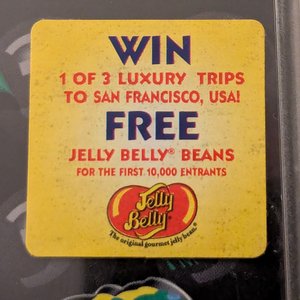 WIN
1 OF 3 LUXURY TRIPS
TO SAN FRANCISCO, USA!
FREE
JELLY BELLY® BEANS
FOR THE FIRST 10,000 ENTRANTS
Jelly
Belly
The original gourmet jelly bean.